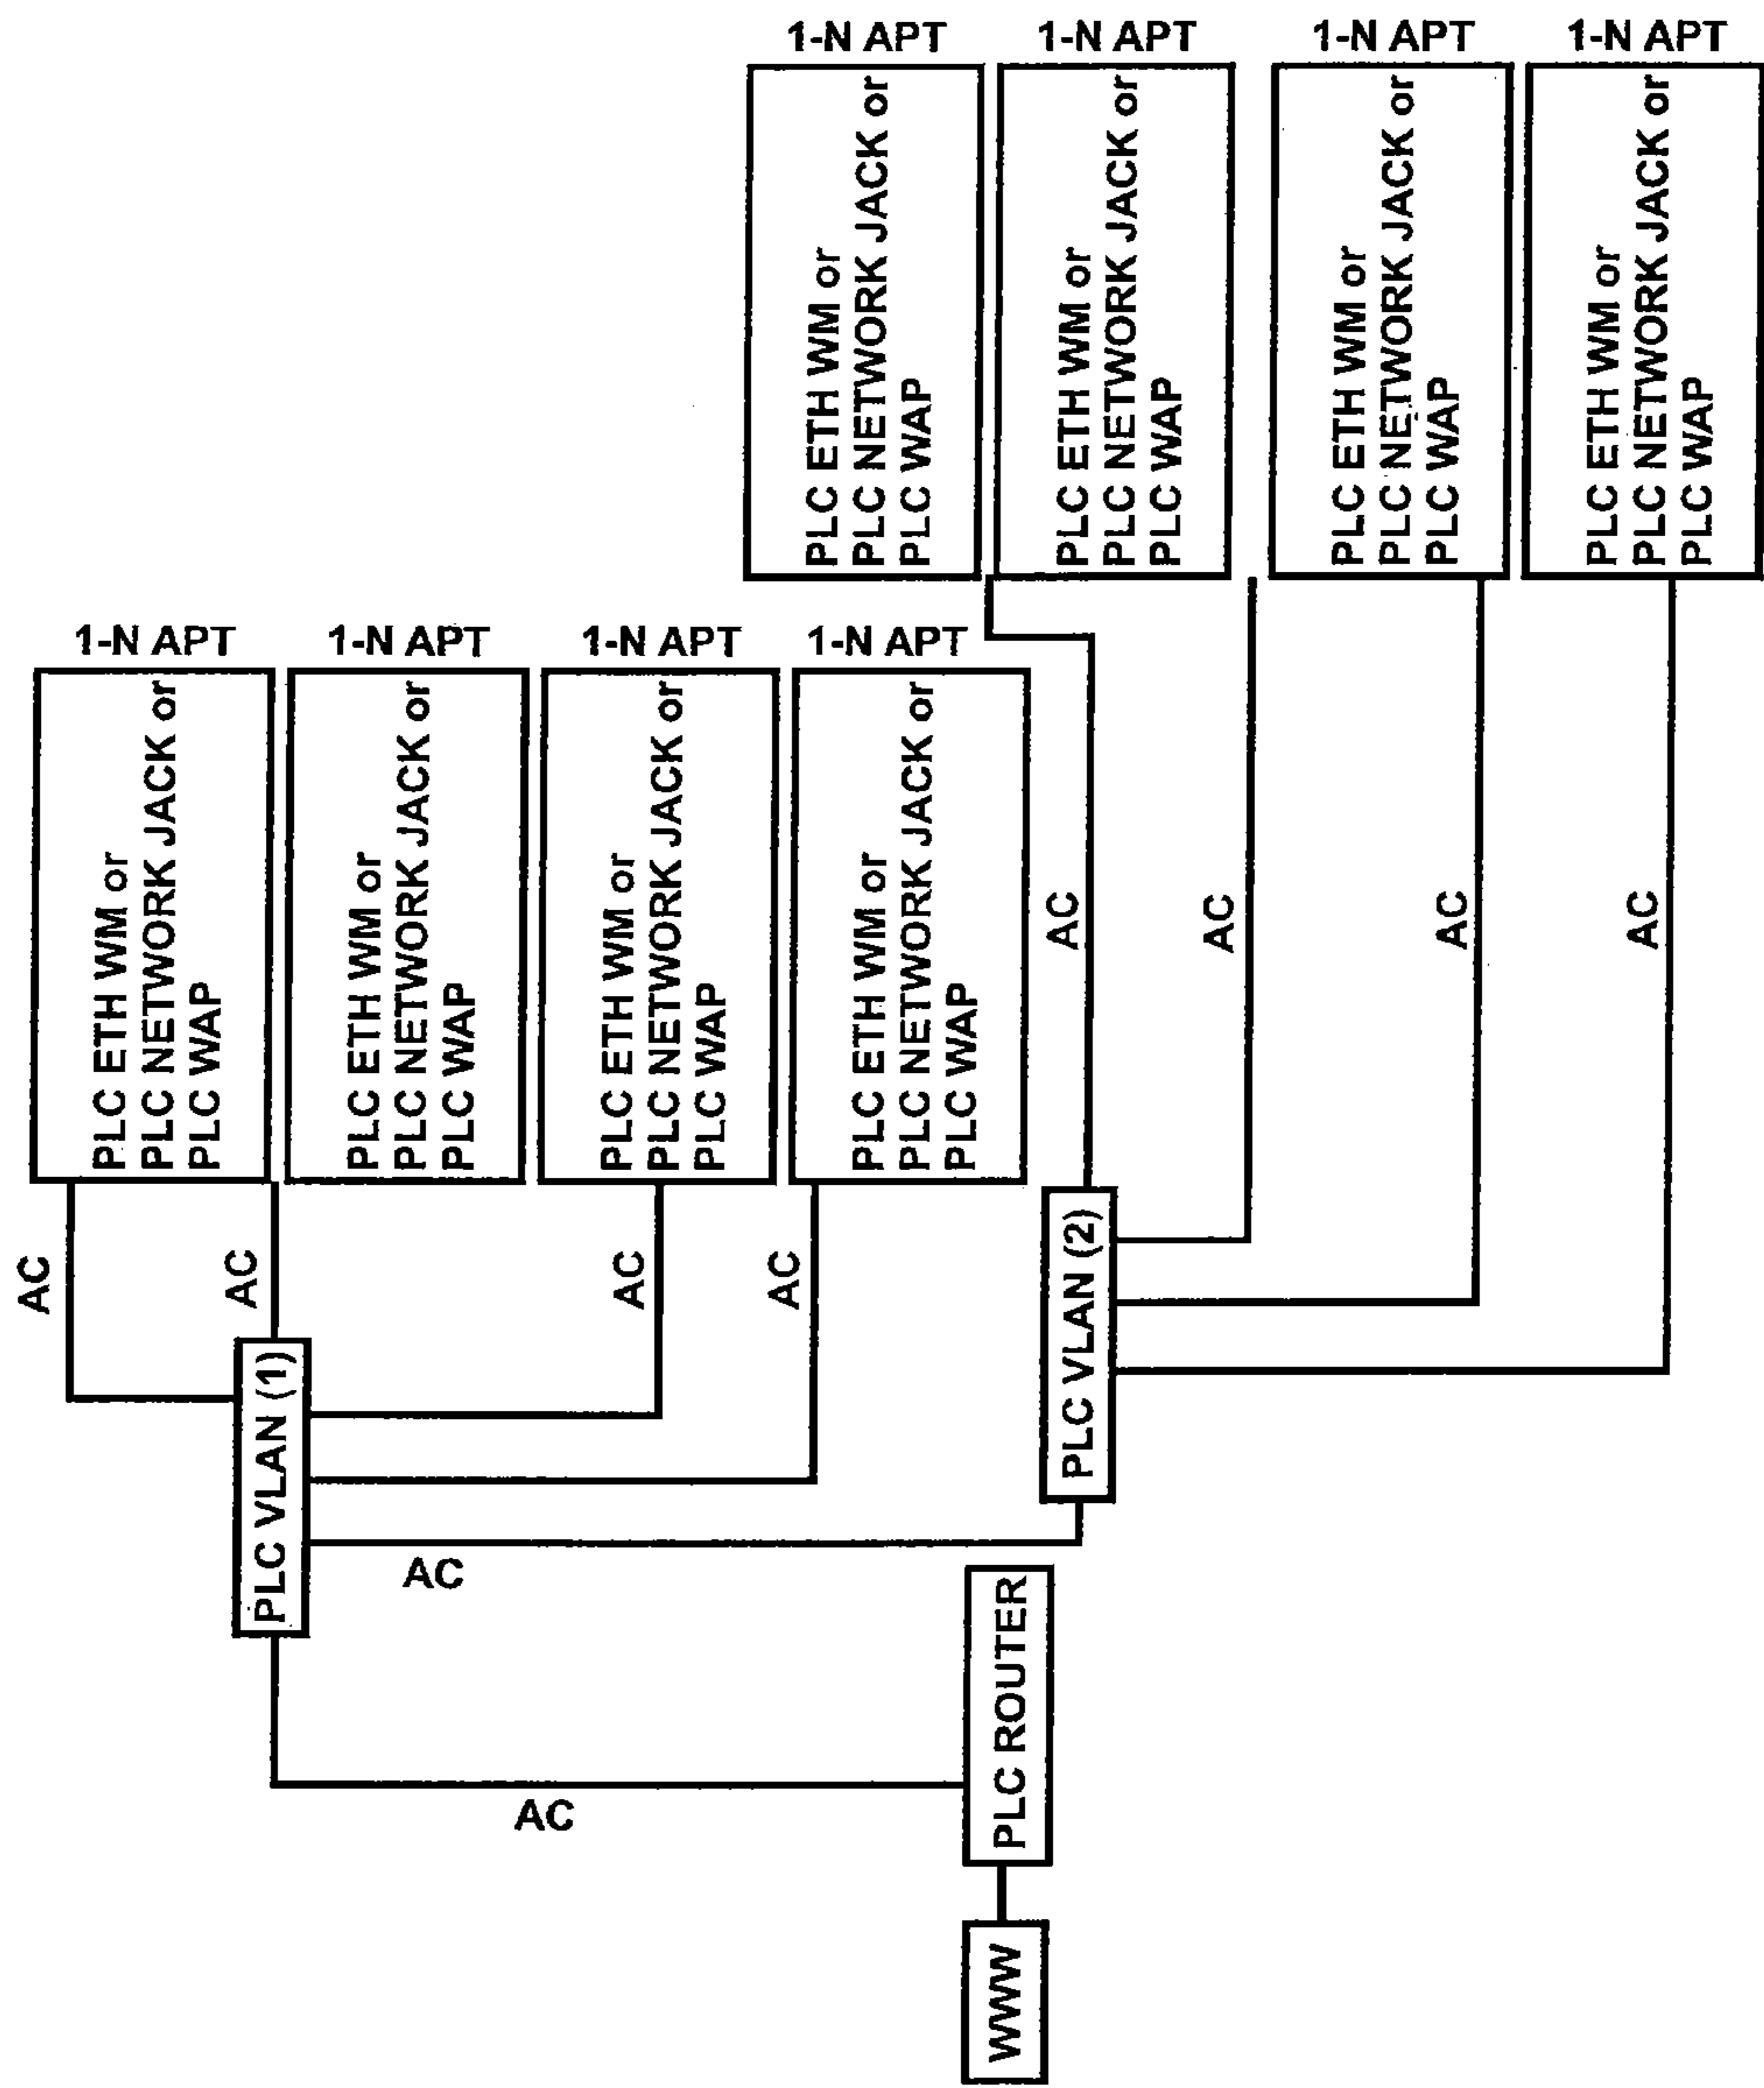 1-N APT
PLC ETH WM or
PLC NETWORK JACK or
PLC WAP
1-N APT
PLC ETH WM or
PLC NETWORK JACK or
PLC WAP
1-N APT
PLC ETH WM or
PLC NETWORK JACK or
PLC WAP
1-N APT
PLC ETH WM or
PLC NETWORK JACK or
PLC WAP
1-N APT
PLC ETH WM or
PLC NETWORK JACK or
PLC WAP
1-N APT
PLC ETH WM or
PLC NETWORK JACK or
PLC WAP
1-N APT
PLC ETH WM or
PLC NETWORK JACK or
PLC WAP
1-N APT
PLC ETH WM or
PLC NETWORK JACK or
PLC WAP
AC
AC
AC
AC
AC
AC
AC
AC
PLC VLAN (1)
PLC VLAN (2)
AC
PLC ROUTER
AC
WWW